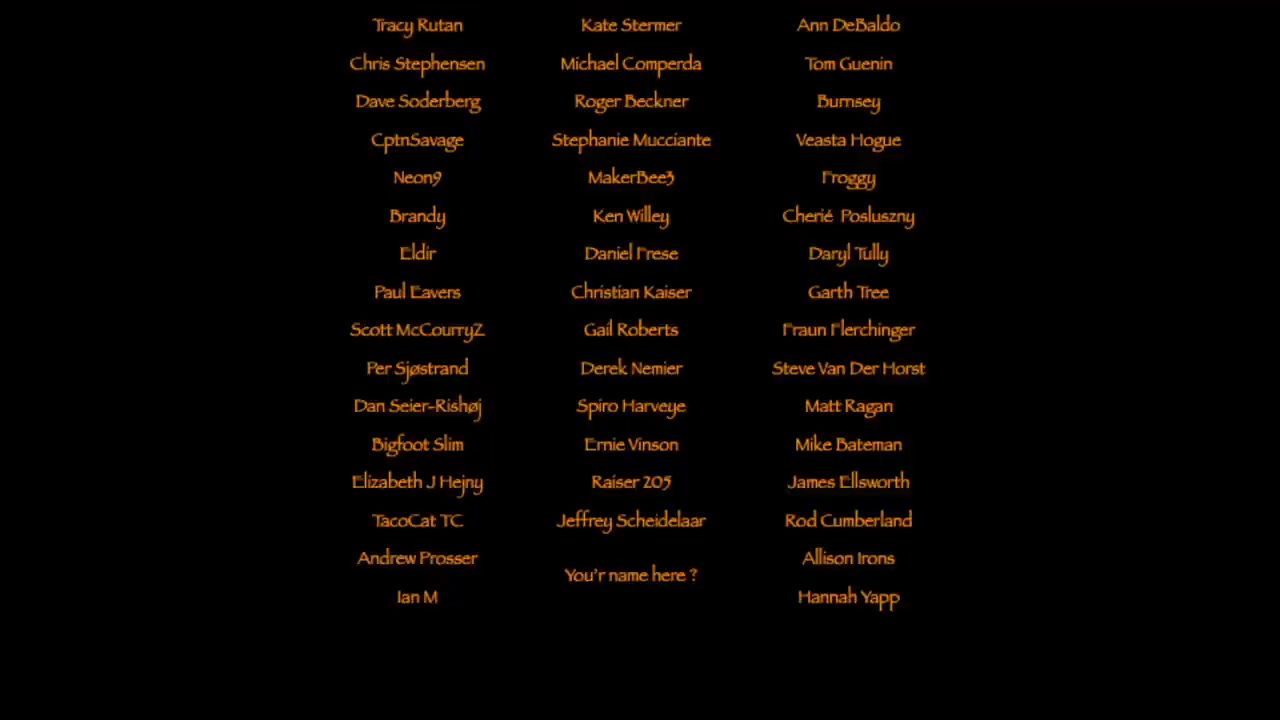 Tracy Rutan
Chris Stephensen
Dave Soderberg
CptnSavage
Neon9
Brandy
Eldir
Paul Eavers
Scott McCourryZ
Per Sjøstrand
Dan Seier-Rishøj
Bigfoot Slim
Elizabeth J Hejny
TacoCat TC
Andrew Prosser
Ian M
Kate Stermer
Michael Comperda
Roger Beckner
Stephanie Mucciante
MakerBee3
Ken Willey
Daniel Frese
Christian Kaiser
Gail Roberts
Derek Nemier
Spiro Harveye
Ernie Vinson
Raiser 205
Jeffrey Scheidelaar
You'r name here ?
Ann DeBaldo
Tom Guenin
Burnsey
Veasta Hogue
Froggy
Cherié Posluszny
Daryl Tully
Garth Tree
Fraun Flerchinger
Steve Van Der Horst
Matt Ragan
Mike Bateman
James Ellsworth
Rod Cumberland
Allison Irons
Hannah Yapp